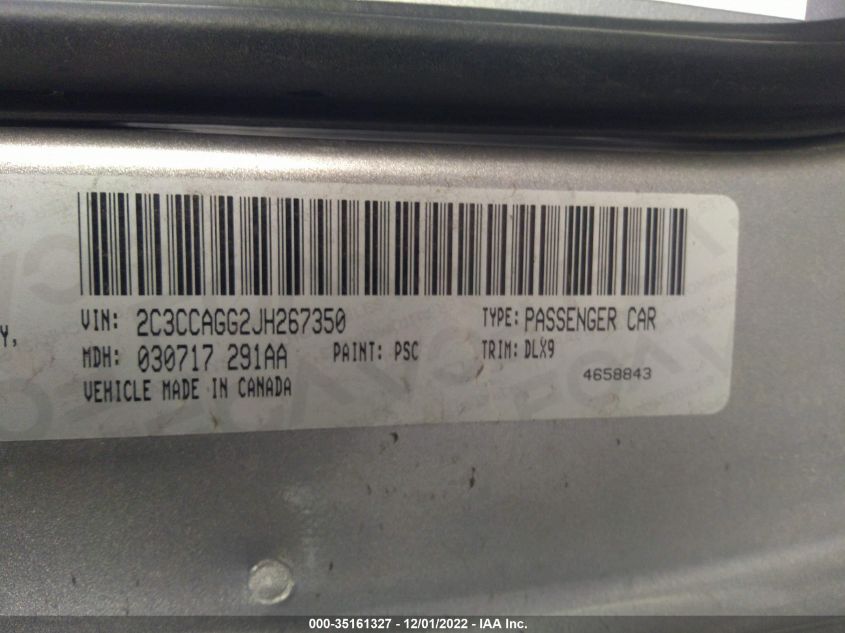 VIN: 2C3CCAGG2JH267350 TYPE: PASSENGER CAR
Y,
MDH: 030717 291AA PAINT: PSC TRIM: DLX9
4658843
VEHICLE MADE IN CANADA
000-35161327 - 12/01/2022 - IAA Inc.